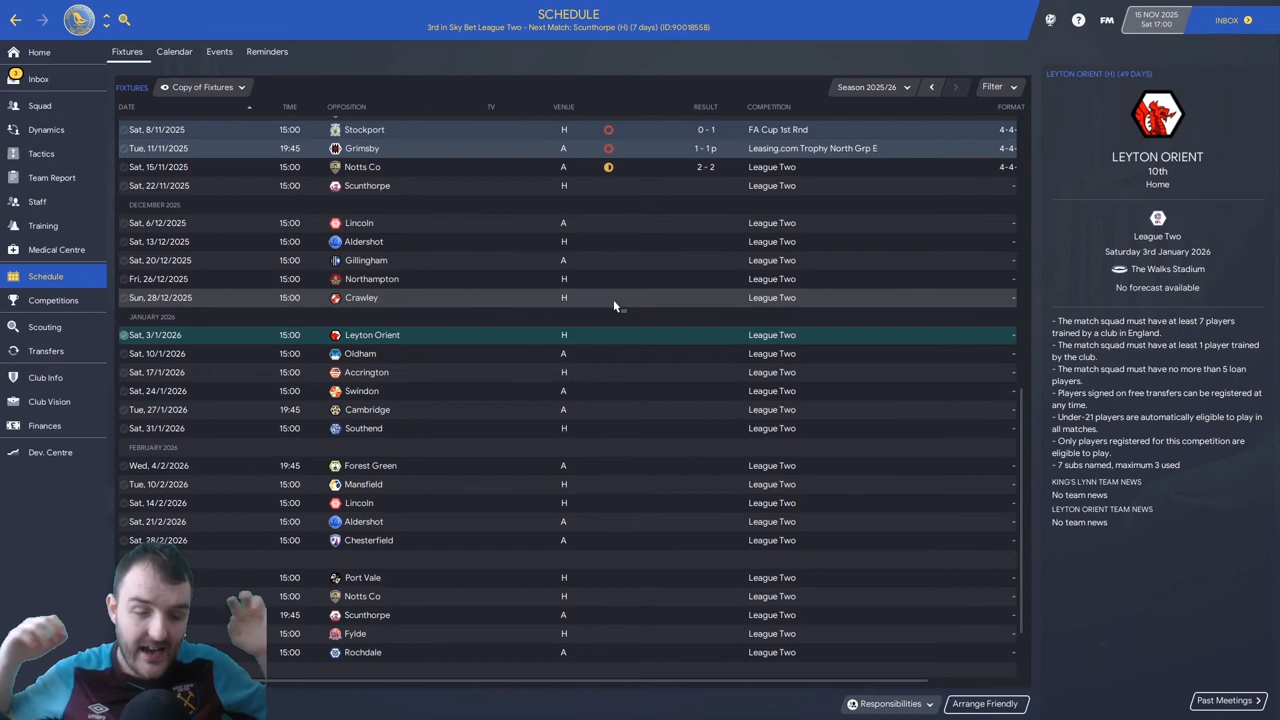 SCHEDULE
3rd in Sky Bet League Two - Next Match: Scunthorpe (H) (7 days) (ID:90018558)
FM
15 NOV 2025
Sat 17:00
INBOX
Home
3
Inbox
Squad
Dynamics
Tactics
Team Report
Staff
Training
Medical Centre
Schedule
Competitions
Scouting
Transfers
Club Info
Club Vision
Finances
Dev. Centre
Fixtures Calendar Events Reminders
FIXTURES Copy of Fixtures Season 2025/26 Filter
DATE TIME OPPOSITION TV VENUE RESULT COMPETITION FORMAT
Sat, 8/11/2025 15:00 Stockport H 0 - 1 FA Cup 1st Rnd 4-4-
Tue, 11/11/2025 19:45 Grimsby A 1 - 1 p Leasing.com Trophy North Grp E 4-4-
Sat, 15/11/2025 15:00 Notts Co A 2 - 2 League Two 4-4-
Sat, 22/11/2025 15:00 Scunthorpe H League Two -
DECEMBER 2025
Sat, 6/12/2025 15:00 Lincoln A League Two -
Sat, 13/12/2025 15:00 Aldershot H League Two -
Sat, 20/12/2025 15:00 Gillingham A League Two -
Fri, 26/12/2025 15:00 Northampton H League Two -
Sun, 28/12/2025 15:00 Crawley H League Two -
JANUARY 2026
Sat, 3/1/2026 15:00 Leyton Orient H League Two -
Sat, 10/1/2026 15:00 Oldham A League Two -
Sat, 17/1/2026 15:00 Accrington H League Two -
Sat, 24/1/2026 15:00 Swindon A League Two -
Tue, 27/1/2026 19:45 Cambridge A League Two -
Sat, 31/1/2026 15:00 Southend H League Two -
FEBRUARY 2026
Wed, 4/2/2026 19:45 Forest Green A League Two -
Tue, 10/2/2026 15:00 Mansfield H League Two -
Sat, 14/2/2026 15:00 Lincoln H League Two -
Sat, 21/2/2026 15:00 Aldershot A League Two -
Sat, 28/2/2026 15:00 Chesterfield A League Two -
15:00 Port Vale H League Two -
15:00 Notts Co H League Two -
19:45 Scunthorpe A League Two -
15:00 Fylde H League Two -
15:00 Rochdale A League Two -
Responsibilities
Arrange Friendly
LEYTON ORIENT (H) (49 DAYS)
LEYTON ORIENT
10th
Home
League Two
Saturday 3rd January 2026
The Walks Stadium
No forecast available
- The match squad must have at least 7 players
trained by a club in England.
- The match squad must have at least 1 player trained
by the club.
- The match squad must have no more than 5 loan
players.
- Players signed on free transfers can be registered at
any time.
- Under-21 players are automatically eligible to play in
all matches.
- Only players registered for this competition are
eligible to play.
- 7 subs named, maximum 3 used
KING'S LYNN TEAM NEWS
No team news
LEYTON ORIENT TEAM NEWS
No team news
Past Meetings
umbro